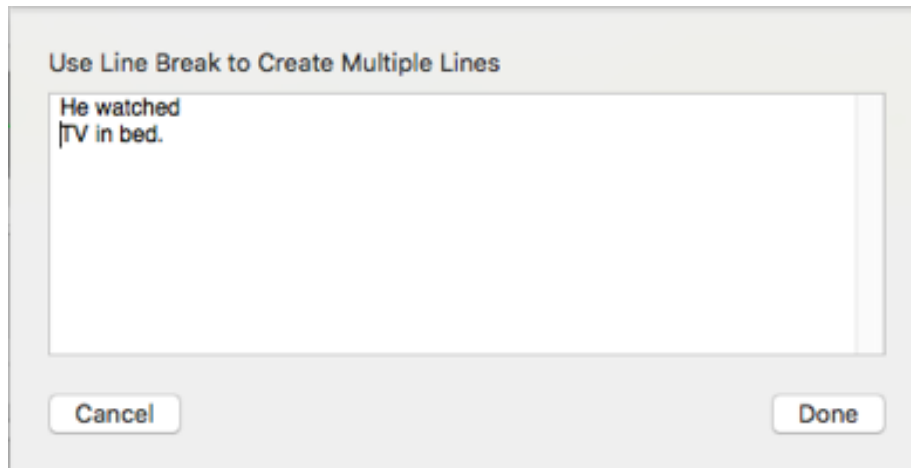 Use Line Break to Create Multiple Lines
He watched
TV in bed.
Cancel
Done